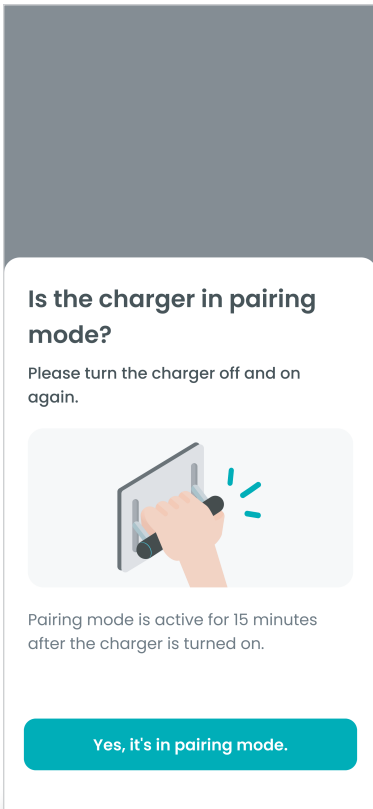 Is the charger in pairing
mode?
Please turn the charger off and on
again.
Pairing mode is active for 15 minutes
after the charger is turned on.
Yes, it's in pairing mode.